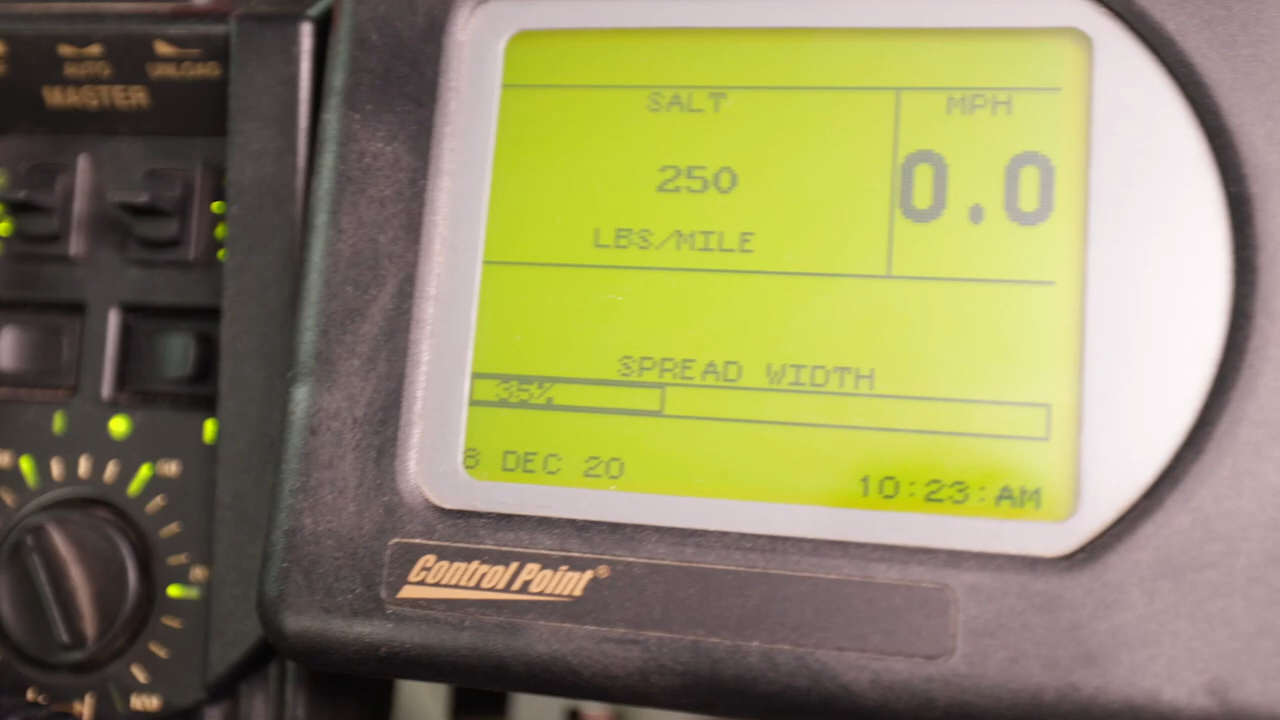 AUTO UNLOAD
MASTER
SALT
MPH
250
0.0
LBS/MILE
SPREAD WIDTH
35%
8 DEC 20
10:23:AM
Control Point®